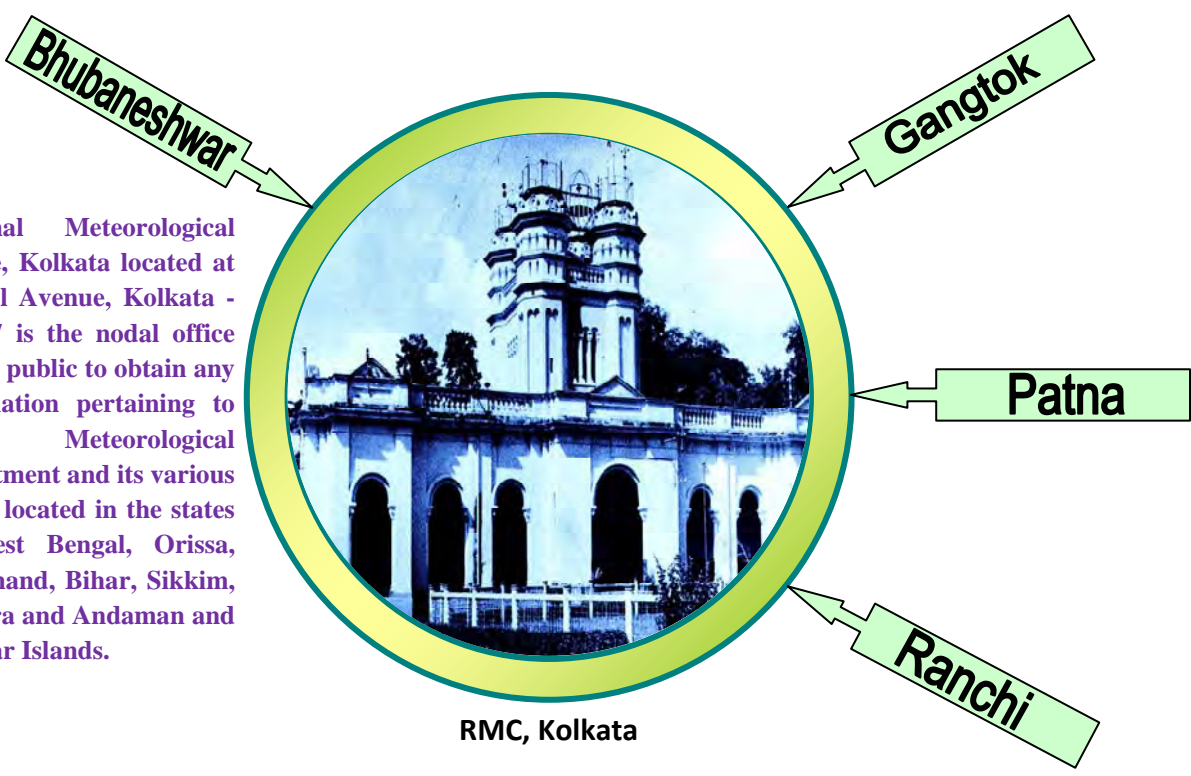 Bhubaneshwar
Gangtok
nal Meteorological
e, Kolkata located at
l Avenue, Kolkata -
is the nodal office
public to obtain any
ation pertaining to
Meteorological
tment and its various
located in the states
est Bengal, Orissa,
hand, Bihar, Sikkim,
ra and Andaman and
ar Islands.
Patna
Ranchi
RMC, Kolkata